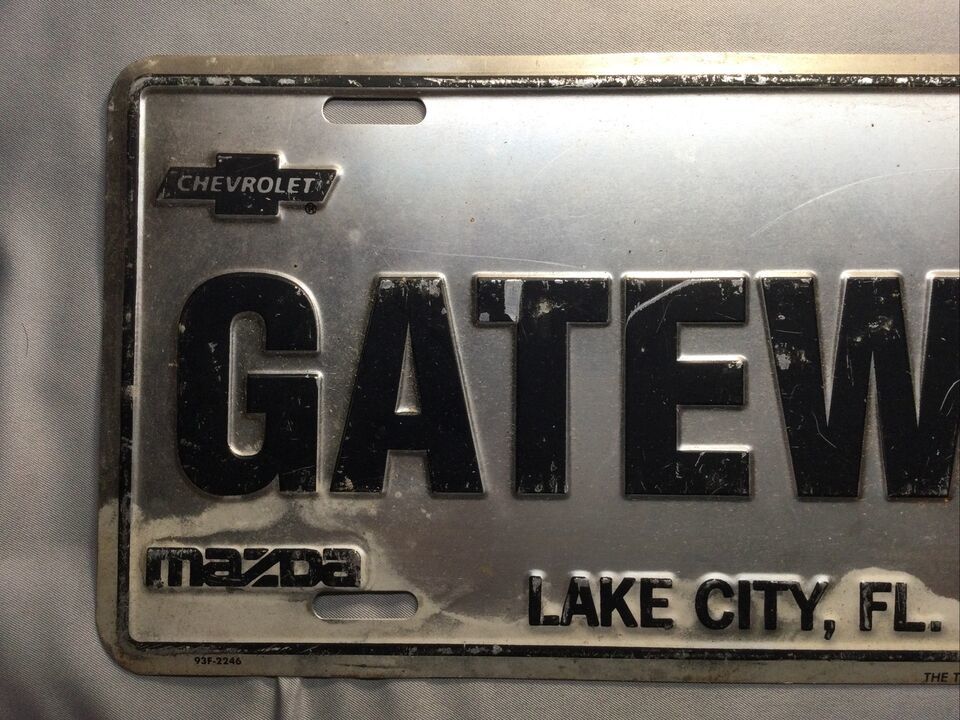 CHEVROLET®
GATEW
mazda
LAKE CITY, FL.
93F-2246
THE T